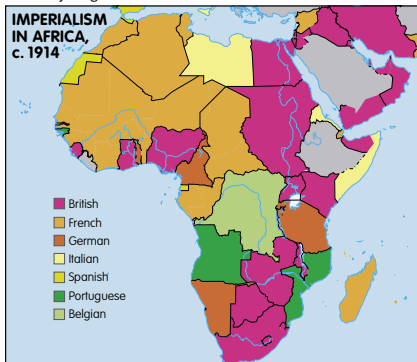 IMPERIALISM
IN AFRICA,
c. 1914
British
French
German
Italian
Spanish
Portuguese
Belgian